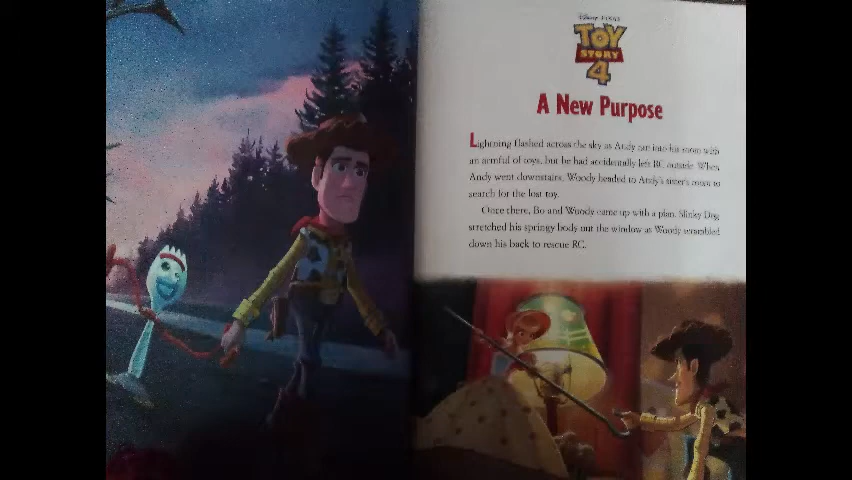 Disney · PIXAR
TOY
STORY
4
A New Purpose
Lightning flashed across the sky as Andy ran into his room with
an armful of toys, but he had accidentally left RC outside. When
Andy went downstairs, Woody headed to Andy's sister's room to
search for the lost toy.
Once there, Bo and Woody came up with a plan. Slinky Dog
stretched his springy body out the window as Woody scrambled
down his back to rescue RC.